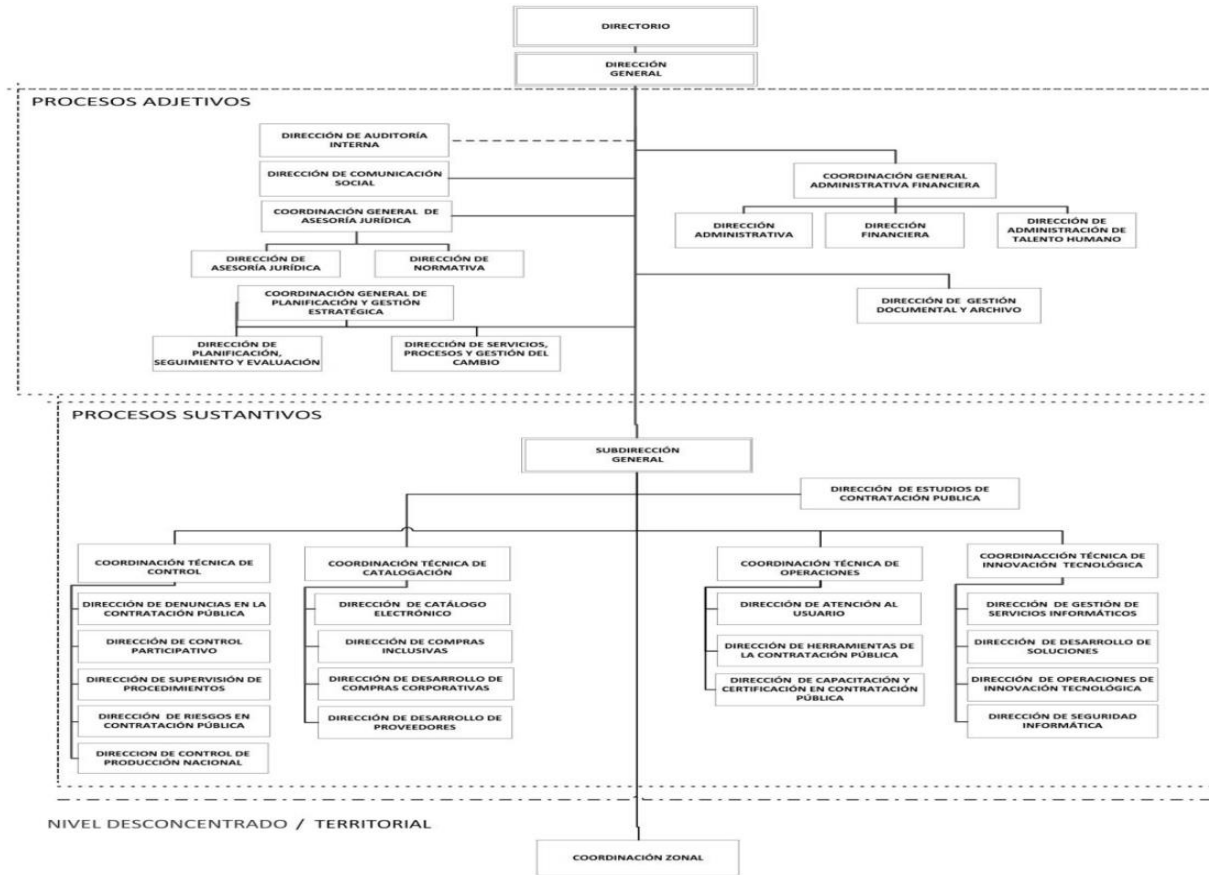 DIRECTORIO
DIRECCIÓN
GENERAL
PROCESOS ADJETIVOS
DIRECCIÓN DE AUDITORÍA
INTERNA
DIRECCIÓN DE COMUNICACIÓN
SOCIAL
COORDINACIÓN GENERAL DE
ASESORÍA JURÍDICA
DIRECCIÓN DE
ASESORÍA JURÍDICA
DIRECCIÓN DE
NORMATIVA
COORDINACIÓN GENERAL DE
PLANIFICACIÓN Y GESTIÓN
ESTRATÉGICA
DIRECCIÓN DE
PLANIFICACIÓN,
SEGUIMIENTO Y EVALUACIÓN
DIRECCIÓN DE SERVICIOS,
PROCESOS Y GESTIÓN DEL
CAMBIO
COORDINACIÓN GENERAL
ADMINISTRATIVA FINANCIERA
DIRECCIÓN
ADMINISTRATIVA
DIRECCIÓN
FINANCIERA
DIRECCIÓN DE
ADMINISTRACIÓN DE
TALENTO HUMANO
DIRECCIÓN DE GESTIÓN
DOCUMENTAL Y ARCHIVO
PROCESOS SUSTANTIVOS
SUBDIRECCIÓN
GENERAL
DIRECCIÓN DE ESTUDIOS DE
CONTRATACIÓN PUBLICA
COORDINACIÓN TÉCNICA DE
CONTROL
DIRECCIÓN DE DENUNCIAS EN LA
CONTRATACIÓN PÚBLICA
DIRECCIÓN DE CONTROL
PARTICIPATIVO
DIRECCIÓN DE SUPERVISIÓN DE
PROCEDIMIENTOS
DIRECCIÓN DE RIESGOS EN
CONTRATACIÓN PÚBLICA
DIRECCION DE CONTROL DE
PRODUCCIÓN NACIONAL
COORDINACIÓN TÉCNICA DE
CATALOGACIÓN
DIRECCIÓN DE CATÁLOGO
ELECTRÓNICO
DIRECCIÓN DE COMPRAS
INCLUSIVAS
DIRECCIÓN DE DESARROLLO DE
COMPRAS CORPORATIVAS
DIRECCIÓN DE DESARROLLO DE
PROVEEDORES
COORDINACIÓN TÉCNICA DE
OPERACIONES
DIRECCIÓN DE ATENCIÓN AL
USUARIO
DIRECCIÓN DE HERRAMIENTAS DE
LA CONTRATACIÓN PÚBLICA
DIRECCIÓN DE CAPACITACIÓN Y
CERTIFICACIÓN EN CONTRATACIÓN
PÚBLICA
COORDINACCIÓN TÉCNICA DE
INNOVACIÓN TECNOLÓGICA
DIRECCIÓN DE GESTIÓN DE
SERVICIOS INFORMÁTICOS
DIRECCIÓN DE DESARROLLO DE
SOLUCIONES
DIRECCIÓN DE OPERACIONES DE
INNOVACIÓN TECNOLÓGICA
DIRECCIÓN DE SEGURIDAD
INFORMÁTICA
NIVEL DESCONCENTRADO / TERRITORIAL
COORDINACIÓN ZONAL